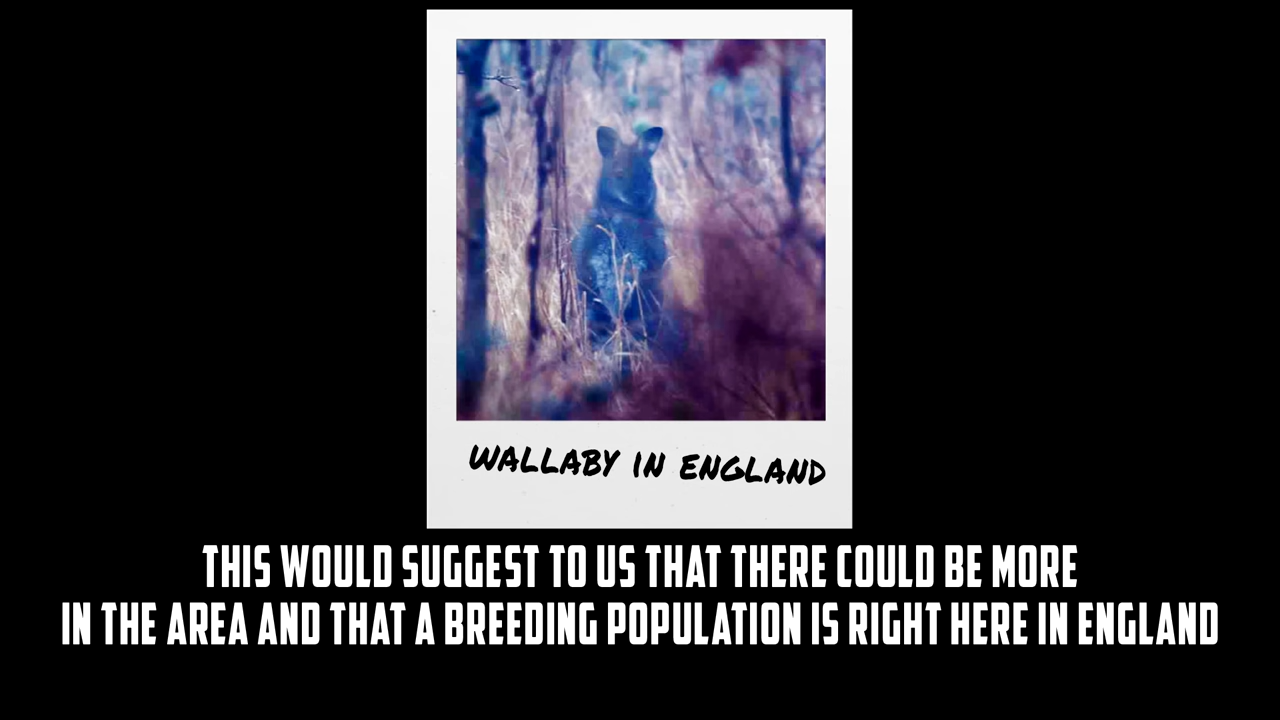 WALLABY IN ENGLAND
THIS WOULD SUGGEST TO US THAT THERE COULD BE MORE
IN THE AREA AND THAT A BREEDING POPULATION IS RIGHT HERE IN ENGLAND